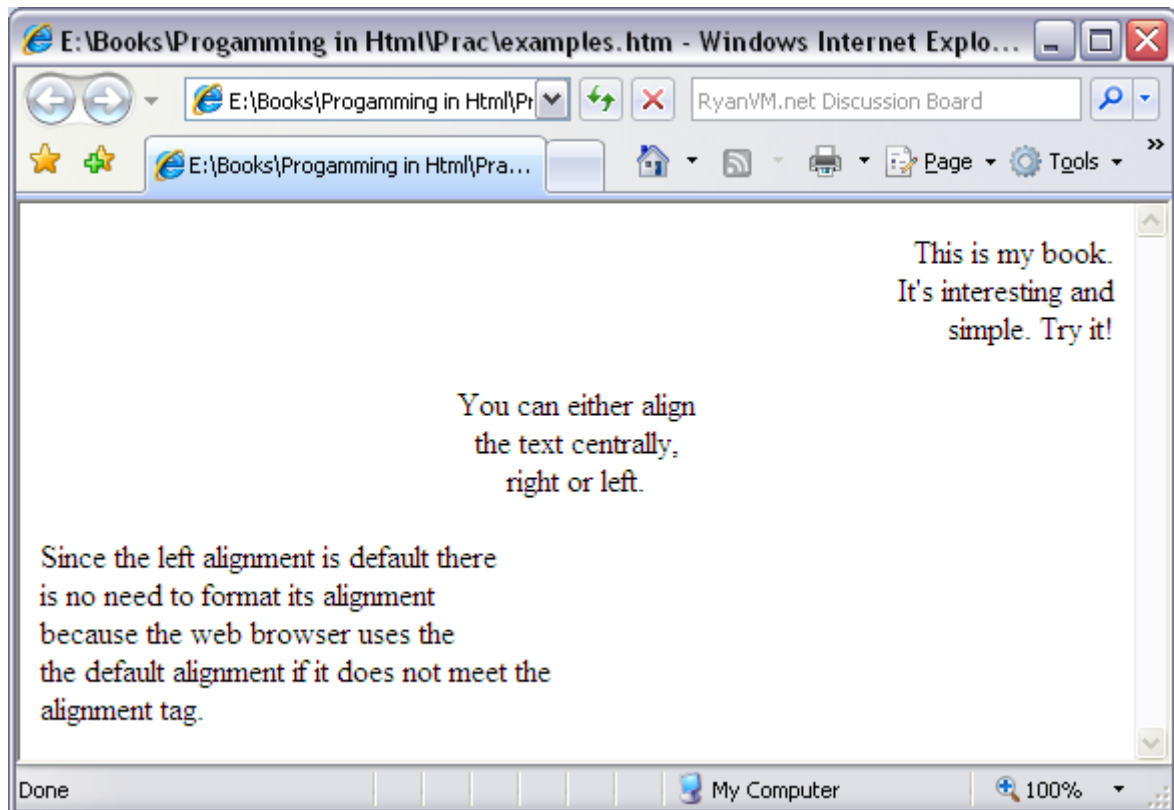 E:\Books\Progamming in Html\Prac\examples.htm - Windows Internet Explo...
E:\Books\Progamming in Html\Pr
RyanVM.net Discussion Board
E:\Books\Progamming in Html\Pra...
Page
Tools
»
This is my book.
It's interesting and
simple. Try it!
You can either align
the text centrally,
right or left.
Since the left alignment is default there
is no need to format its alignment
because the web browser uses the
the default alignment if it does not meet the
alignment tag.
Done
My Computer
100%